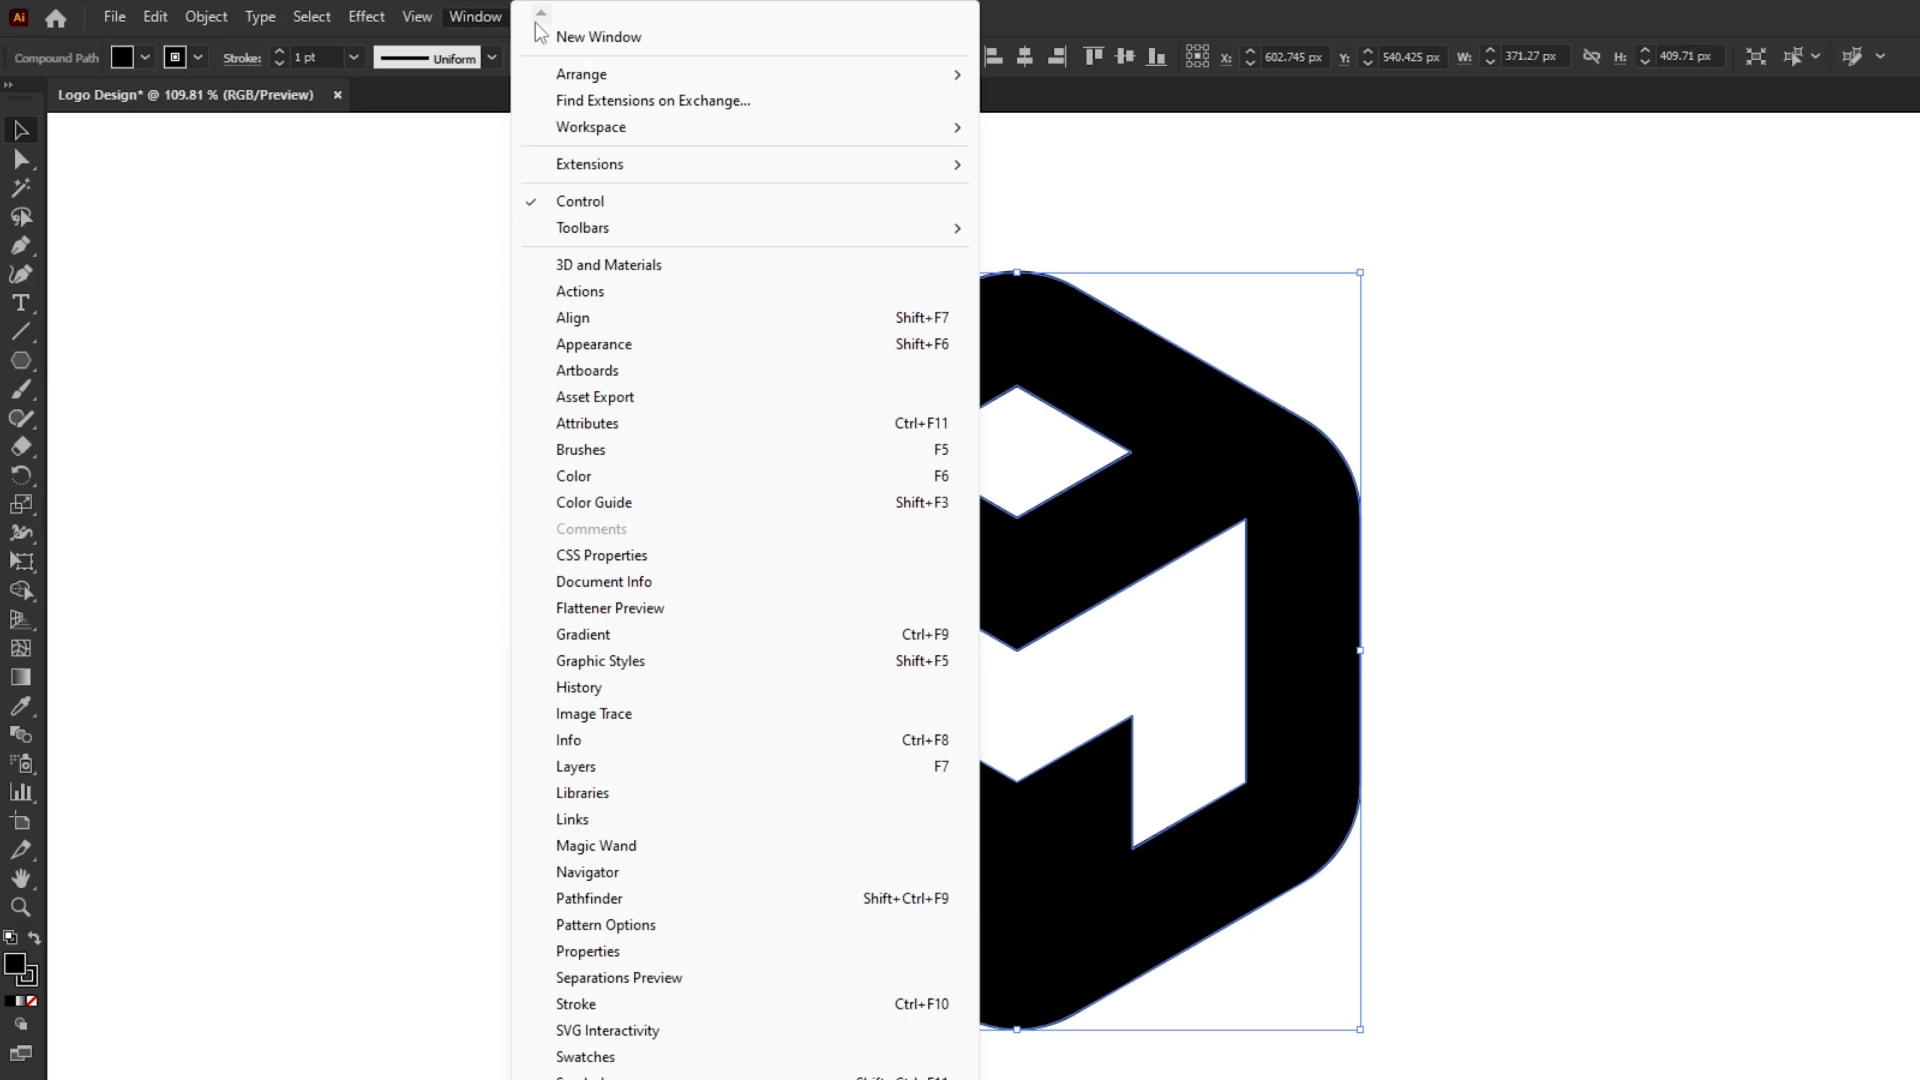 Ai File Edit Object Type Select Effect View Window
Compound Path Stroke: 1 pt Uniform X: 602.745 px Y: 540.425 px W: 371.27 px H: 409.71 px
Logo Design* @ 109.81 % (RGB/Preview) ×
New Window
Arrange
Find Extensions on Exchange...
Workspace
Extensions
Control
Toolbars
3D and Materials
Actions
Align Shift+F7
Appearance Shift+F6
Artboards
Asset Export
Attributes Ctrl+F11
Brushes F5
Color F6
Color Guide Shift+F3
Comments
CSS Properties
Document Info
Flattener Preview
Gradient Ctrl+F9
Graphic Styles Shift+F5
History
Image Trace
Info Ctrl+F8
Layers F7
Libraries
Links
Magic Wand
Navigator
Pathfinder Shift+Ctrl+F9
Pattern Options
Properties
Separations Preview
Stroke Ctrl+F10
SVG Interactivity
Swatches